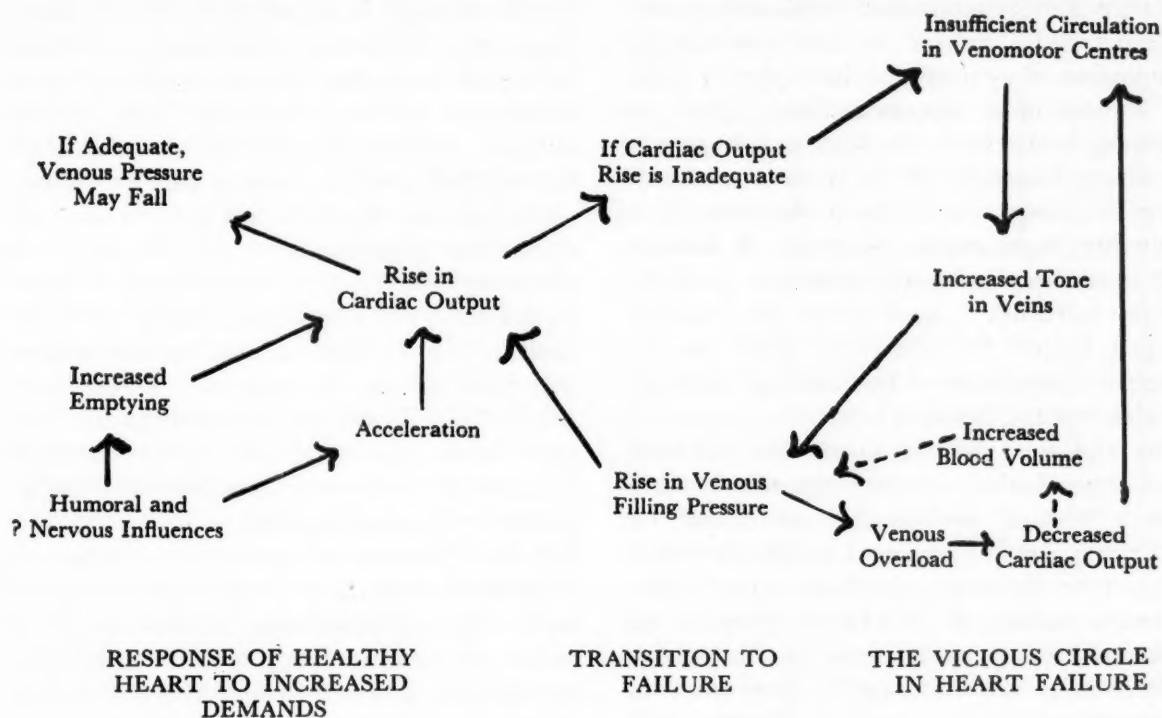 Insufficient Circulation
in Venomotor Centres
If Adequate,
Venous Pressure
May Fall
If Cardiac Output
Rise is Inadequate
Rise in
Cardiac Output
Increased Tone
in Veins
Increased
Emptying
Acceleration
Increased
Blood Volume
Rise in Venous
Filling Pressure
Humoral and
? Nervous Influences
Venous
Overload
Decreased
Cardiac Output
RESPONSE OF HEALTHY
HEART TO INCREASED
DEMANDS
TRANSITION TO
FAILURE
THE VICIOUS CIRCLE
IN HEART FAILURE